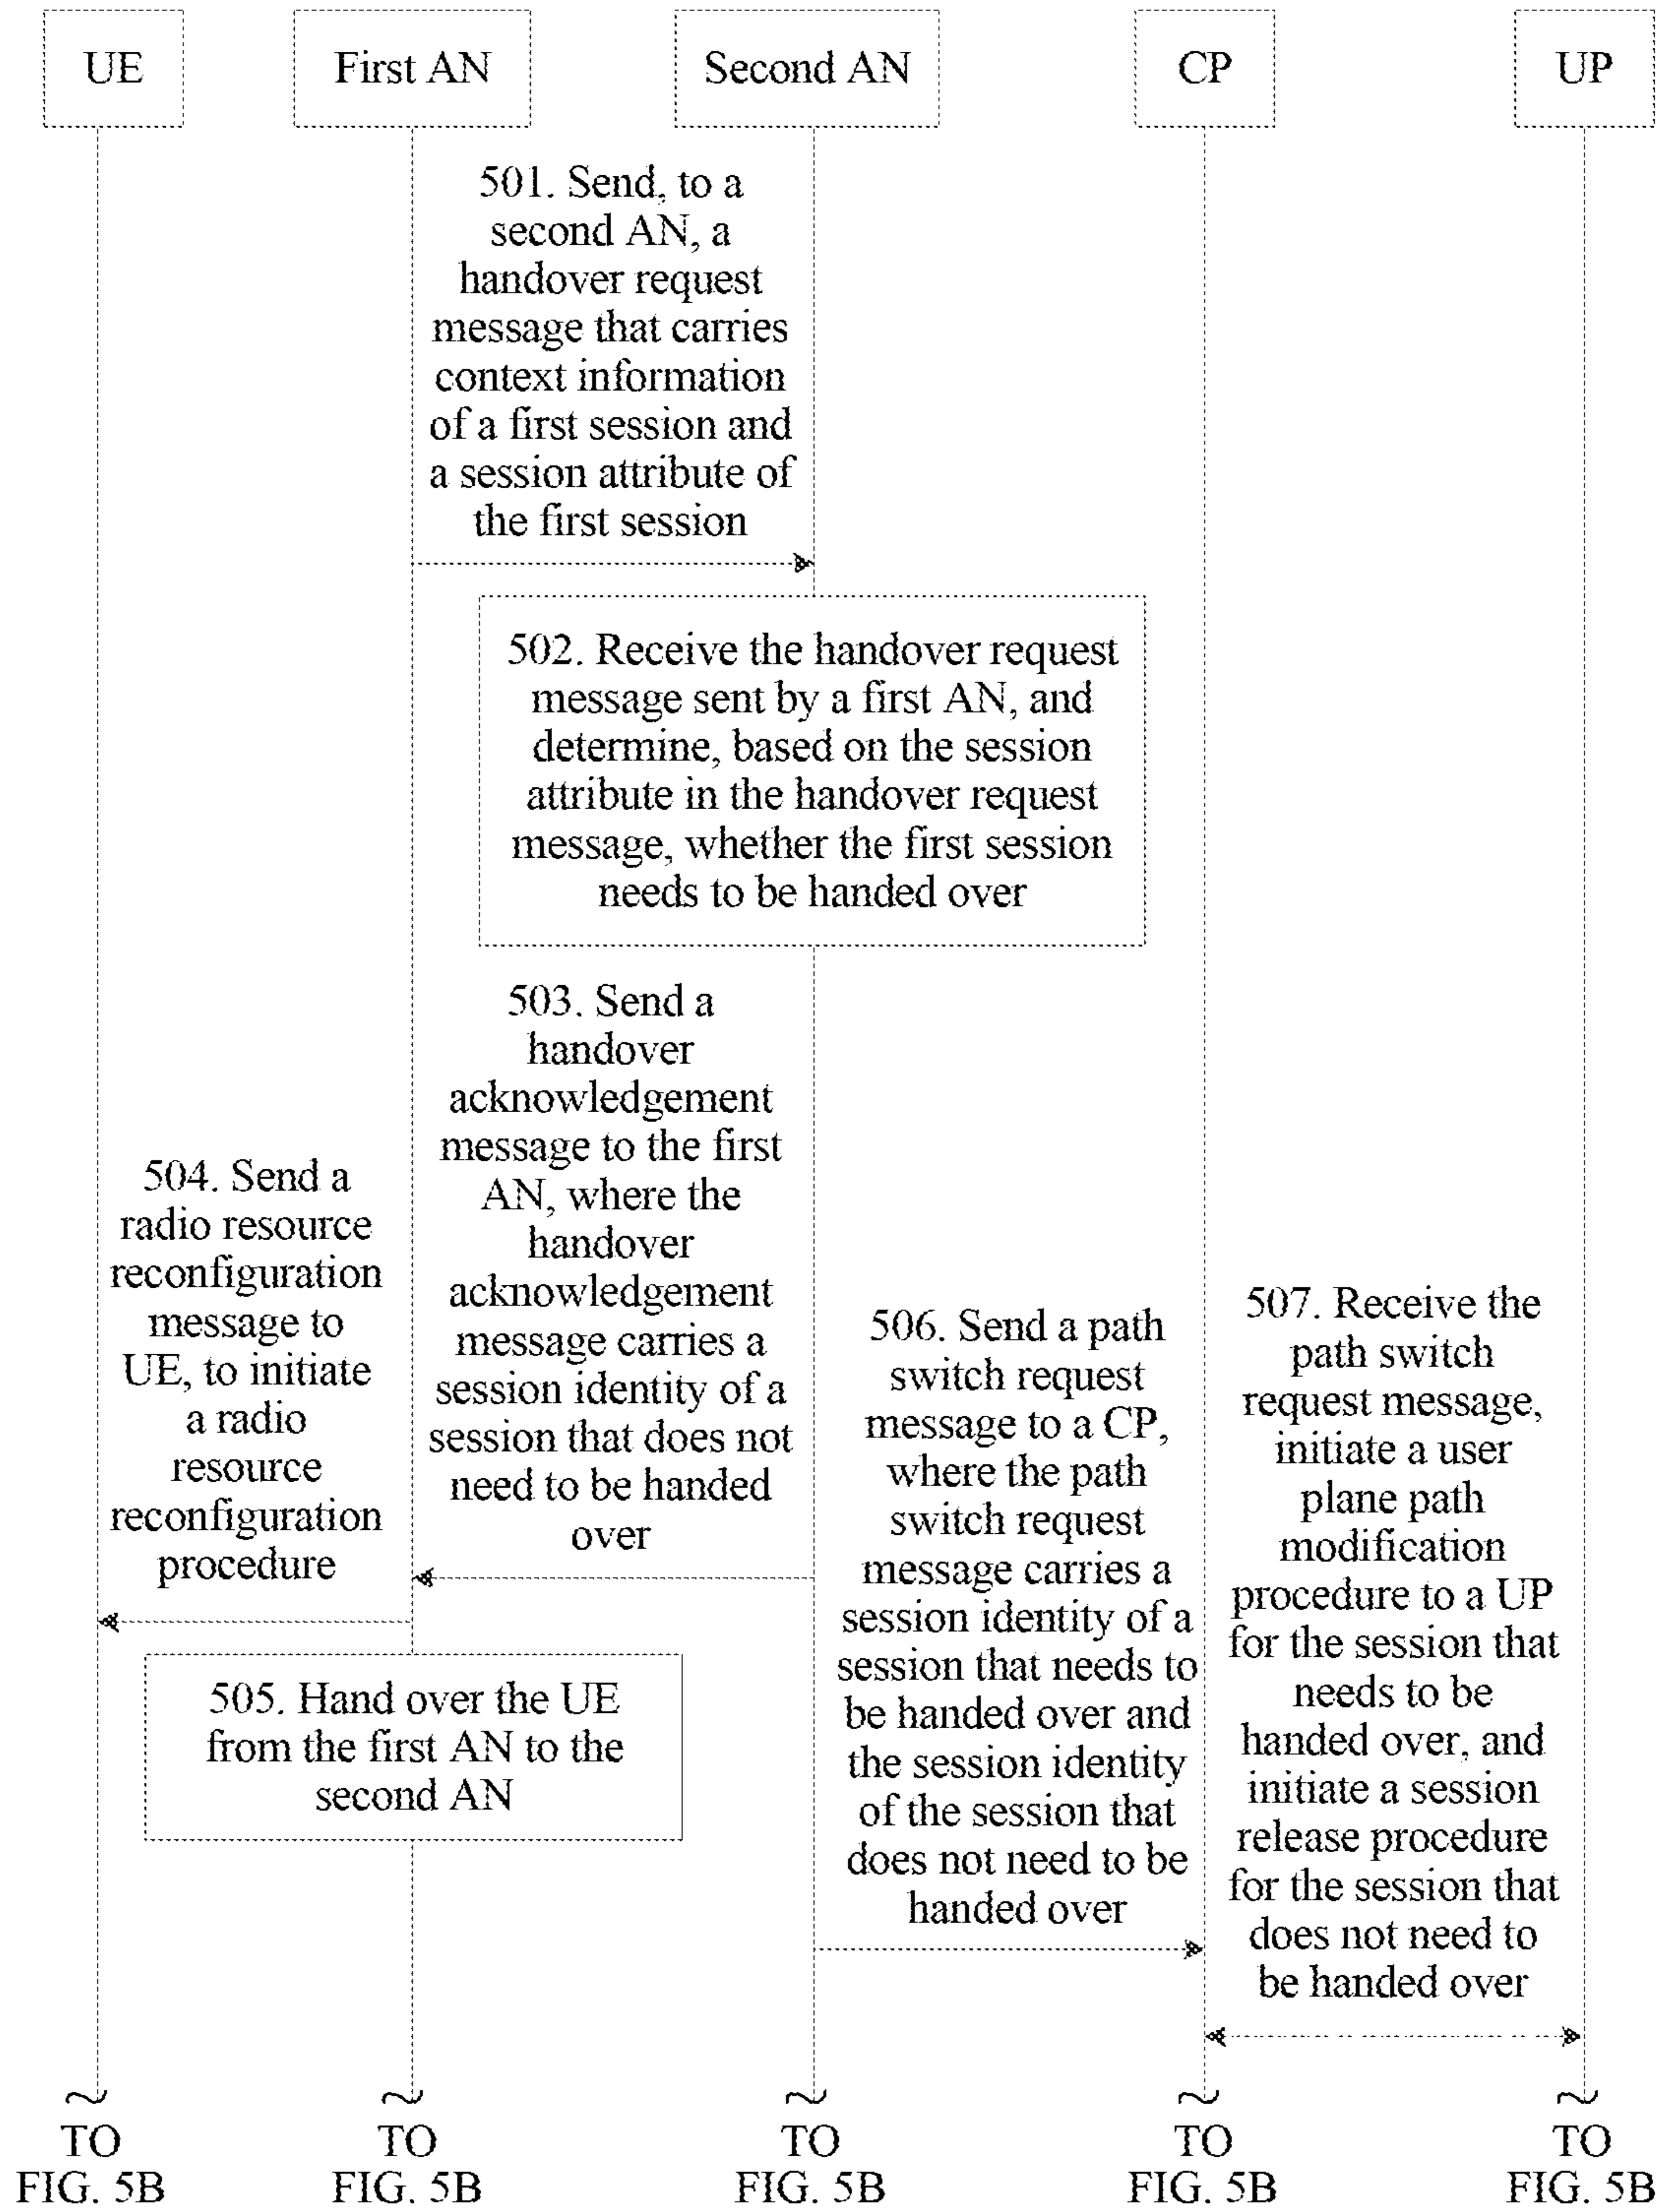 UE
First AN
Second AN
CP
UP
501. Send, to a
second AN, a
handover request
message that carries
context information
of a first session and
a session attribute of
the first session
502. Receive the handover request
message sent by a first AN, and
determine, based on the session
attribute in the handover request
message, whether the first session
needs to be handed over
503. Send a
handover
acknowledgement
message to the first
AN, where the
handover
acknowledgement
message carries a
session identity of a
session that does not
need to be handed
over
504. Send a
radio resource
reconfiguration
message to
UE, to initiate
a radio
resource
reconfiguration
procedure
505. Hand over the UE
from the first AN to the
second AN
506. Send a path
switch request
message to a CP,
where the path
switch request
message carries a
session identity of a
session that needs to
be handed over and
the session identity
of the session that
does not need to be
handed over
507. Receive the
path switch
request message,
initiate a user
plane path
modification
procedure to a UP
for the session that
needs to be
handed over, and
initiate a session
release procedure
for the session that
does not need to
be handed over
TO
FIG. 5B
TO
FIG. 5B
TO
FIG. 5B
TO
FIG. 5B
TO
FIG. 5B